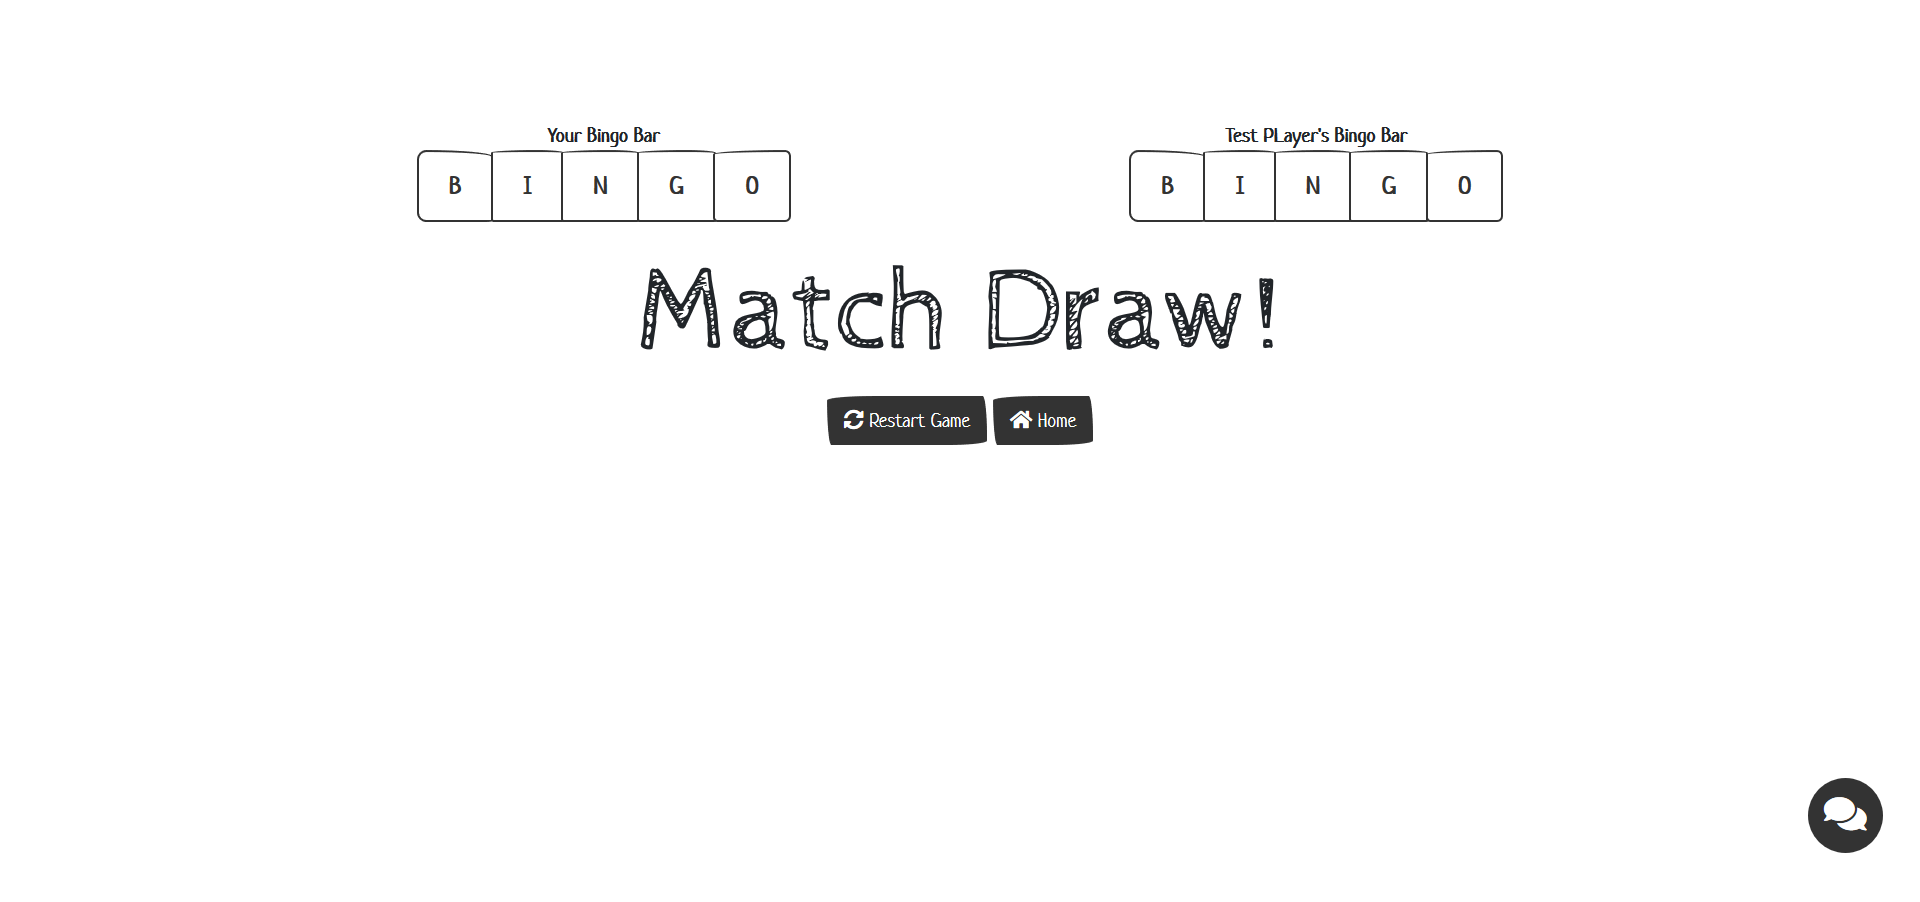 Your Bingo Bar
B I N G O
Test PLayer's Bingo Bar
B I N G O
Match Draw!
Restart Game
Home